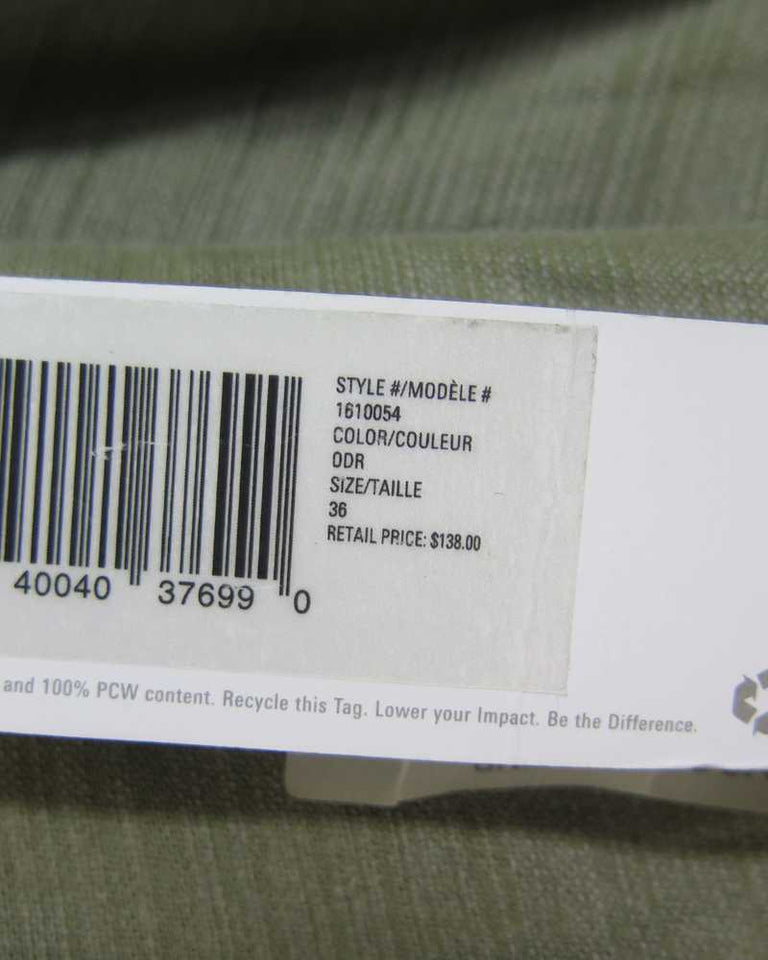 STYLE #/MODÈLE #
1610054
COLOR/COULEUR
ODR
SIZE/TAILLE
36
RETAIL PRICE: $138.00
40040 37699 0
and 100% PCW content. Recycle this Tag. Lower your Impact. Be the Difference.